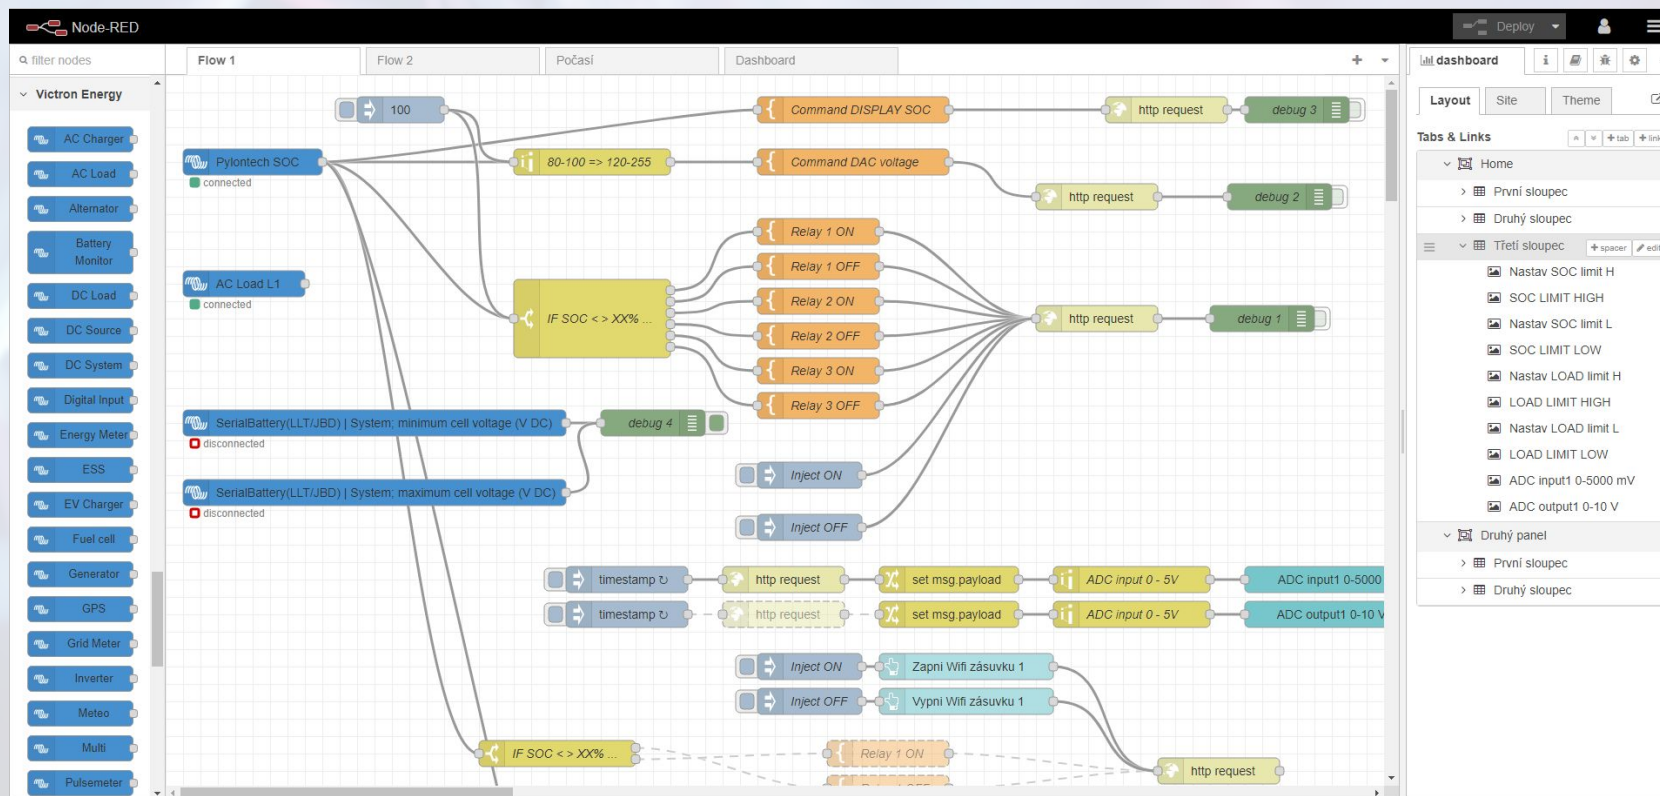 Node-RED
Deploy
filter nodes
Flow 1
Flow 2
Počasí
Dashboard
dashboard
Victron Energy
AC Charger
AC Load
Alternator
Battery
Monitor
DC Load
DC Source
DC System
Digital Input
Energy Meter
ESS
EV Charger
Fuel cell
Generator
GPS
Grid Meter
Inverter
Meteo
Multi
Pulsemeter
100
Command DISPLAY SOC
http request
debug 3
Pylontech SOC
connected
80-100 => 120-255
Command DAC voltage
http request
debug 2
Relay 1 ON
Relay 1 OFF
AC Load L1
connected
Relay 2 ON
IF SOC < > XX% ...
http request
debug 1
Relay 2 OFF
Relay 3 ON
Relay 3 OFF
SerialBattery(LLT/JBD) | System; minimum cell voltage (V DC)
disconnected
debug 4
SerialBattery(LLT/JBD) | System; maximum cell voltage (V DC)
disconnected
Inject ON
Inject OFF
timestamp ↻
http request
set msg.payload
ADC input 0 - 5V
ADC input1 0-5000
timestamp ↻
http request
set msg.payload
ADC input 0 - 5V
ADC output1 0-10 V
Inject ON
Zapni Wifi zásuvku 1
Inject OFF
Vypni Wifi zásuvku 1
IF SOC < > XX% ...
Relay 1 ON
http request
Layout
Site
Theme
Tabs & Links
+ tab
+ link
Home
První sloupec
Druhý sloupec
Třetí sloupec
+ spacer
edit
Nastav SOC limit H
SOC LIMIT HIGH
Nastav SOC limit L
SOC LIMIT LOW
Nastav LOAD limit H
LOAD LIMIT HIGH
Nastav LOAD limit L
LOAD LIMIT LOW
ADC input1 0-5000 mV
ADC output1 0-10 V
Druhý panel
První sloupec
Druhý sloupec